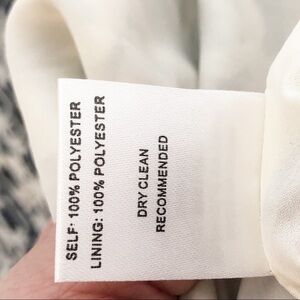 SELF: 100% POLYESTER
LINING: 100% POLYESTER
DRY CLEAN
RECOMMENDED